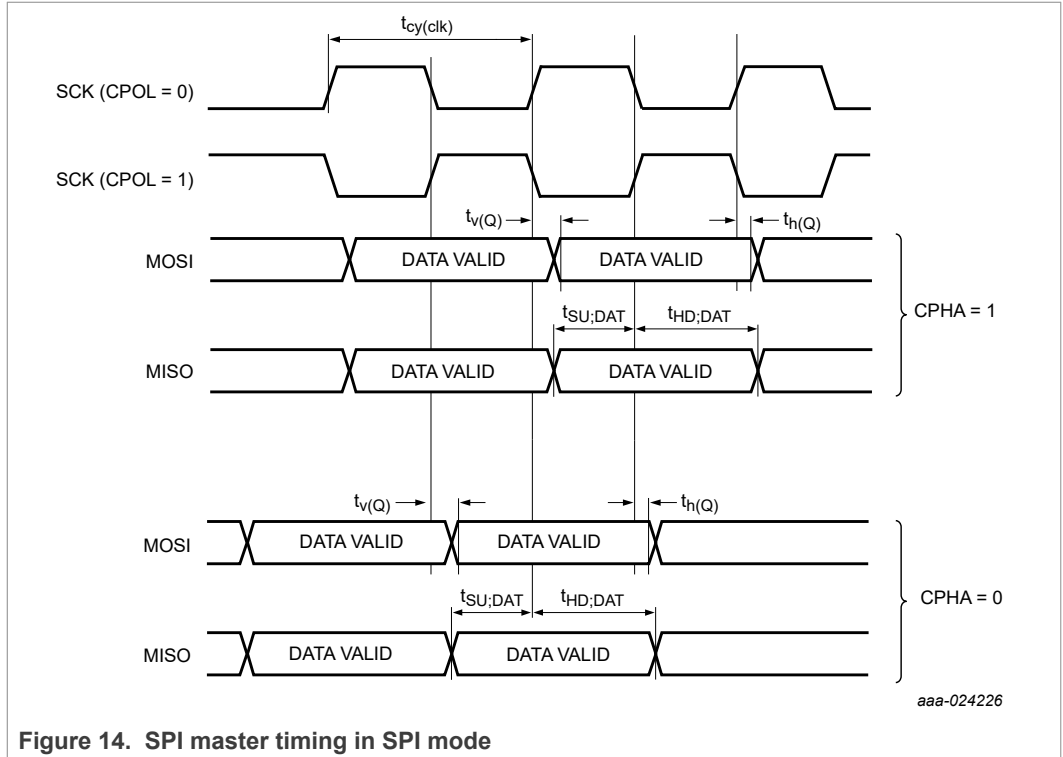 tcy(clk)
SCK (CPOL = 0)
SCK (CPOL = 1)
tv(Q)
th(Q)
MOSI
DATA VALID
DATA VALID
tSU;DAT
tHD;DAT
CPHA = 1
MISO
DATA VALID
DATA VALID
tv(Q)
th(Q)
MOSI
DATA VALID
DATA VALID
tSU;DAT
tHD;DAT
CPHA = 0
MISO
DATA VALID
DATA VALID
aaa-024226
Figure 14. SPI master timing in SPI mode